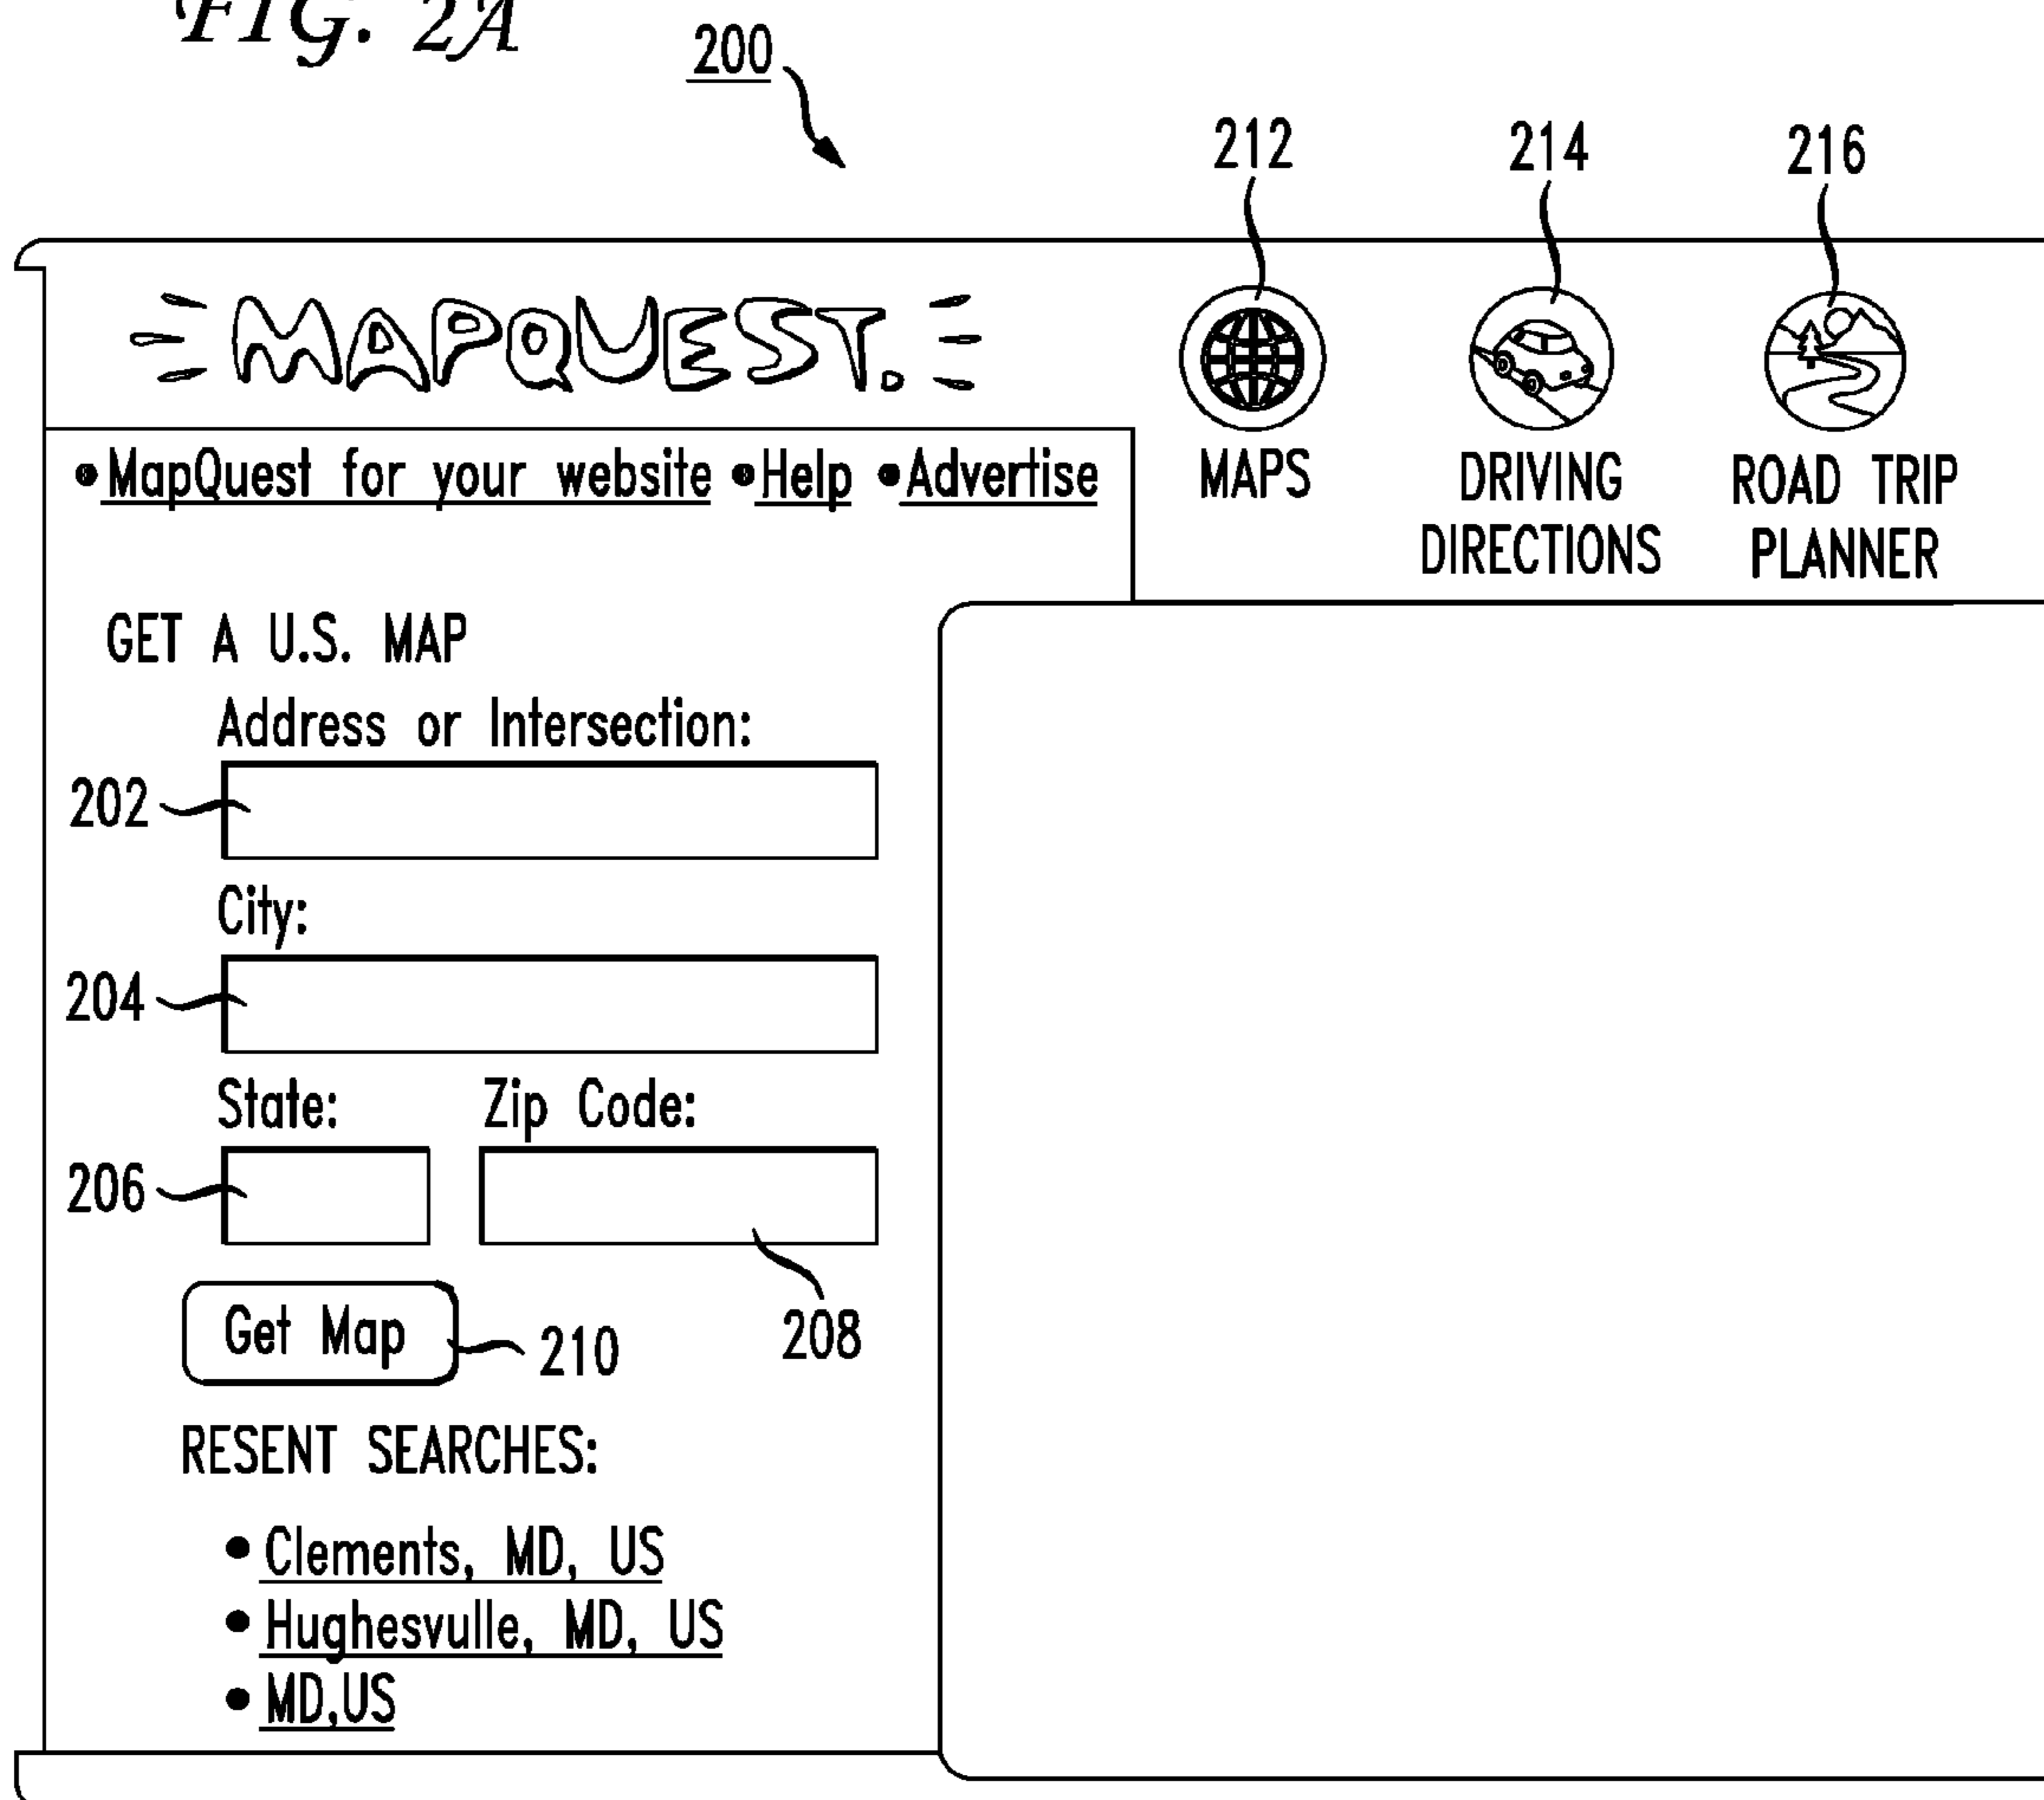 FIG. 2A
200
212 214 216
MAPQUEST.
MAPS DRIVING DIRECTIONS ROAD TRIP PLANNER
•MapQuest for your website •Help •Advertise
GET A U.S. MAP
Address or Intersection:
202
City:
204
State: Zip Code:
206
208
Get Map 210
RESENT SEARCHES:
• Clements, MD, US
• Hughesvulle, MD, US
• MD,US